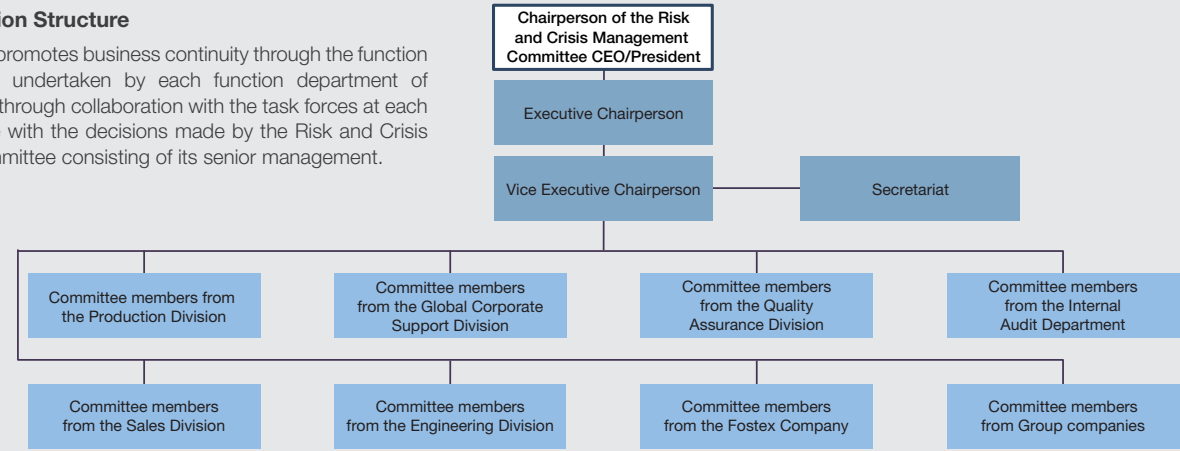 ion Structure
promotes business continuity through the function
undertaken by each function department of
through collaboration with the task forces at each
with the decisions made by the Risk and Crisis
mmittee consisting of its senior management.
Chairperson of the Risk
and Crisis Management
Committee CEO/President
Executive Chairperson
Vice Executive Chairperson
Secretariat
Committee members from
the Production Division
Committee members
from the Global Corporate
Support Division
Committee members
from the Quality
Assurance Division
Committee members
from the Internal
Audit Department
Committee members
from the Sales Division
Committee members
from the Engineering Division
Committee members
from the Fostex Company
Committee members
from Group companies